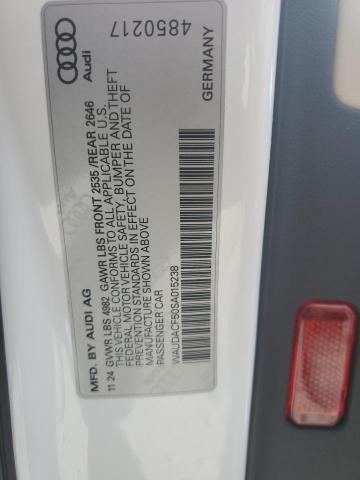 MFD. BY AUDI AG
11 24 GVWR LBS 4982 GAWR LBS FRONT 2535 /REAR 2646
THIS VEHICLE CONFORMS TO ALL APPLICABLE U.S.
FEDERAL MOTOR VEHICLE SAFETY, BUMPER AND THEFT
PREVENTION STANDARDS IN EFFECT ON THE DATE OF
MANUFACTURE SHOWN ABOVE
PASSENGER CAR
WAUDACF50SA015238
GERMANY
Audi
4850217